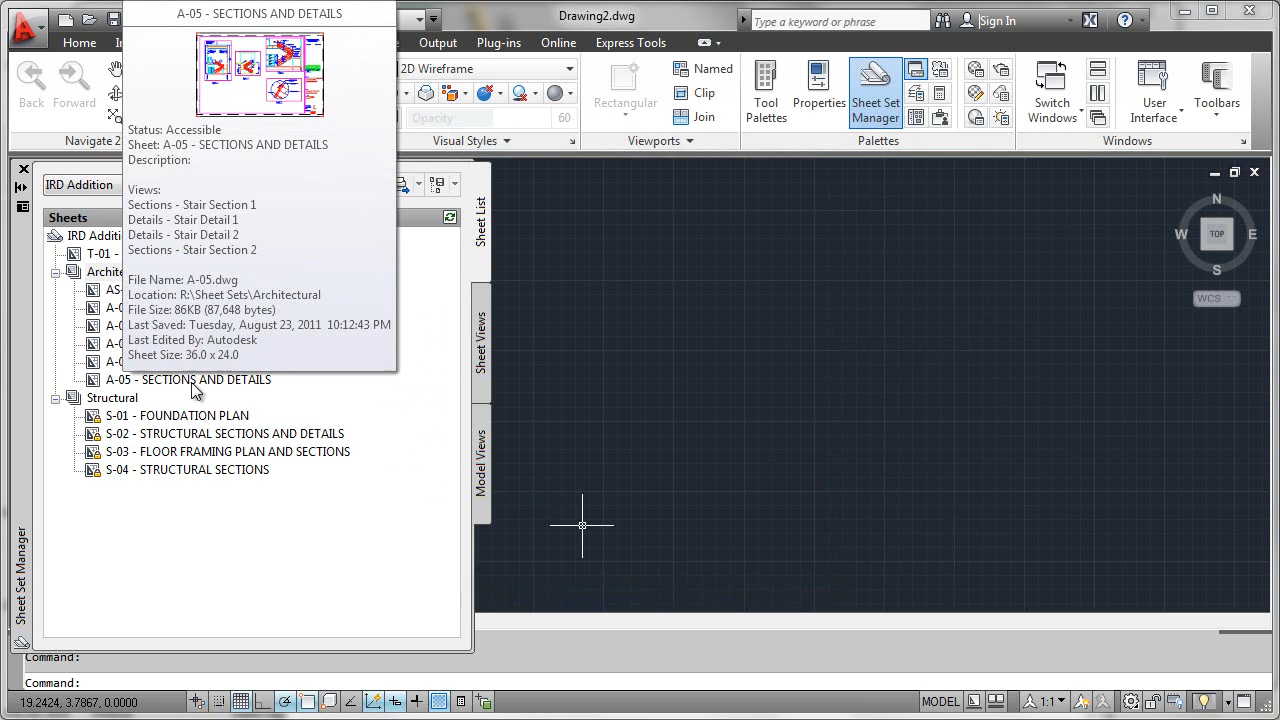 A-05 - SECTIONS AND DETAILS
Drawing2.dwg
Type a keyword or phrase
Sign In
Home
Output
Plug-ins
Online
Express Tools
Back
Forward
2D Wireframe
Opacity
60
Rectangular
Named
Clip
Join
Tool Palettes
Properties
Sheet Set Manager
Switch Windows
User Interface
Toolbars
Navigate 2
Visual Styles
Viewports
Palettes
Windows
Status: Accessible
Sheet: A-05 - SECTIONS AND DETAILS
Description:
Views:
Sections - Stair Section 1
Details - Stair Detail 1
Details - Stair Detail 2
Sections - Stair Section 2
File Name: A-05.dwg
Location: R:\Sheet Sets\Architectural
File Size: 86KB (87,648 bytes)
Last Saved: Tuesday, August 23, 2011 10:12:43 PM
Last Edited By: Autodesk
Sheet Size: 36.0 x 24.0
IRD Addition
Sheets
IRD Additi
T-01 -
Archite
AS-
A-0
A-0
A-0
A-0
A-05 - SECTIONS AND DETAILS
Structural
S-01 - FOUNDATION PLAN
S-02 - STRUCTURAL SECTIONS AND DETAILS
S-03 - FLOOR FRAMING PLAN AND SECTIONS
S-04 - STRUCTURAL SECTIONS
Sheet List
Sheet Views
Model Views
Sheet Set Manager
N
W
TOP
E
S
WCS
Command:
Command:
19.2424, 3.7867, 0.0000
MODEL
1:1